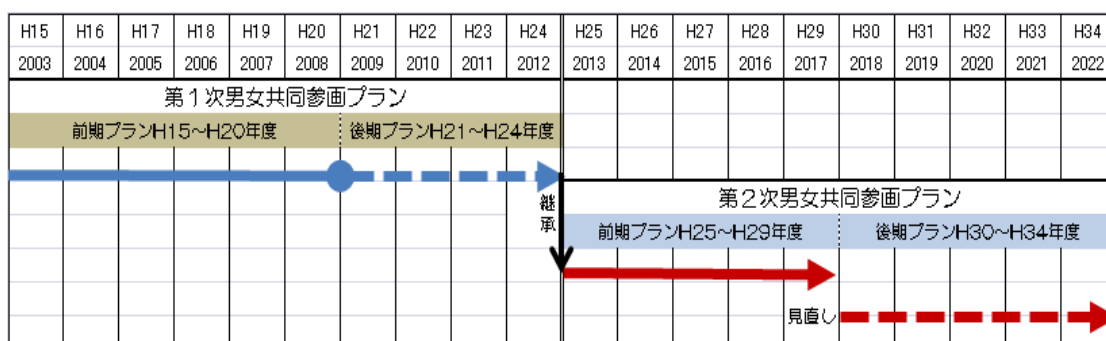 H15 H16 H17 H18 H19 H20 H21 H22 H23 H24 H25 H26 H27 H28 H29 H30 H31 H32 H33 H34
2003 2004 2005 2006 2007 2008 2009 2010 2011 2012 2013 2014 2015 2016 2017 2018 2019 2020 2021 2022
第１次男女共同参画プラン
前期プランH15～H20年度 後期プランH21～H24年度
継承
第２次男女共同参画プラン
前期プランH25～H29年度 後期プランH30～H34年度
見直し